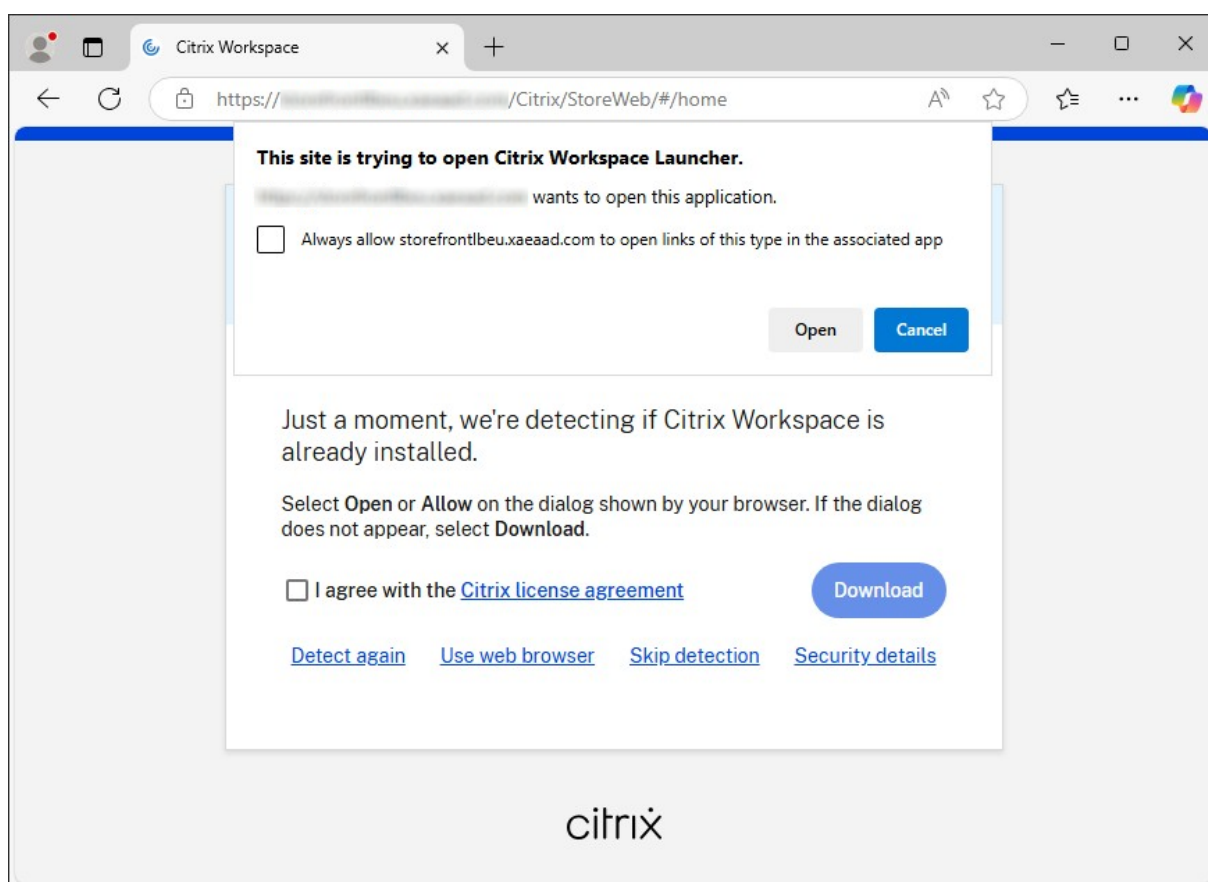 Citrix Workspace
https:// /Citrix/StoreWeb/#/home
This site is trying to open Citrix Workspace Launcher.
wants to open this application.
Always allow storefrontlbeu.xaeaad.com to open links of this type in the associated app
Open Cancel
Just a moment, we're detecting if Citrix Workspace is
already installed.
Select Open or Allow on the dialog shown by your browser. If the dialog
does not appear, select Download.
I agree with the Citrix license agreement Download
Detect again Use web browser Skip detection Security details
citrix